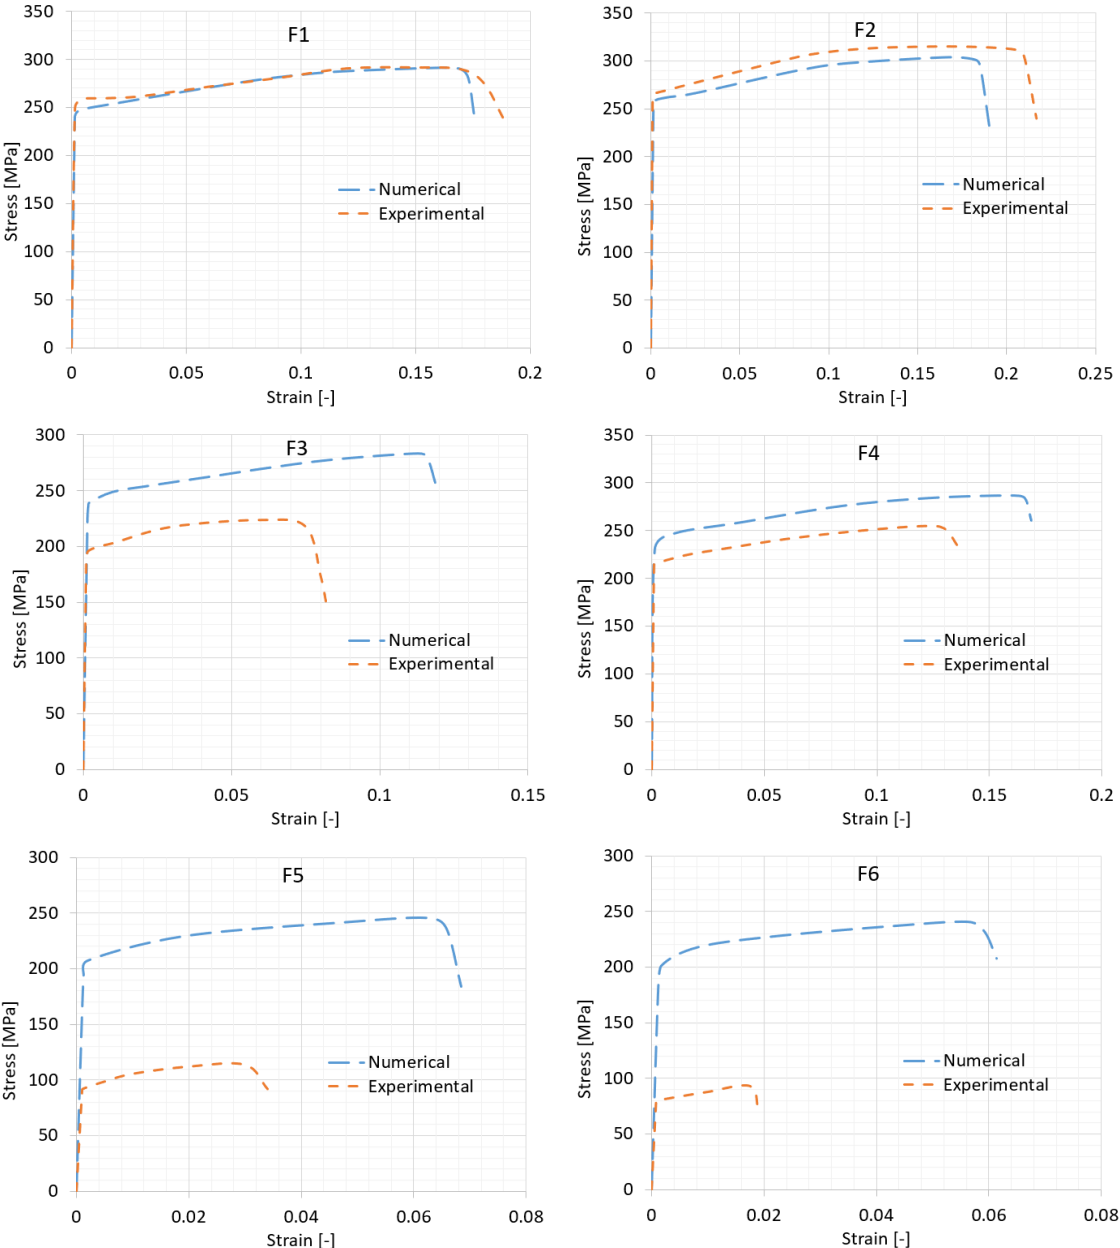 F1
350
300
250
200
150
100
50
0
Stress [MPa]
Numerical
Experimental
0 0.05 0.1 0.15 0.2
Strain [-]
F2
350
300
250
200
150
100
50
0
Stress [MPa]
Numerical
Experimental
0 0.05 0.1 0.15 0.2 0.25
Strain [-]
F3
300
250
200
150
100
50
0
Stress [MPa]
Numerical
Experimental
0 0.05 0.1 0.15
Strain [-]
F4
350
300
250
200
150
100
50
0
Stress [MPa]
Numerical
Experimental
0 0.05 0.1 0.15 0.2
Strain [-]
F5
300
250
200
150
100
50
0
Stress [MPa]
Numerical
Experimental
0 0.02 0.04 0.06 0.08
Strain [-]
F6
300
250
200
150
100
50
0
Stress [MPa]
Numerical
Experimental
0 0.02 0.04 0.06 0.08
Strain [-]